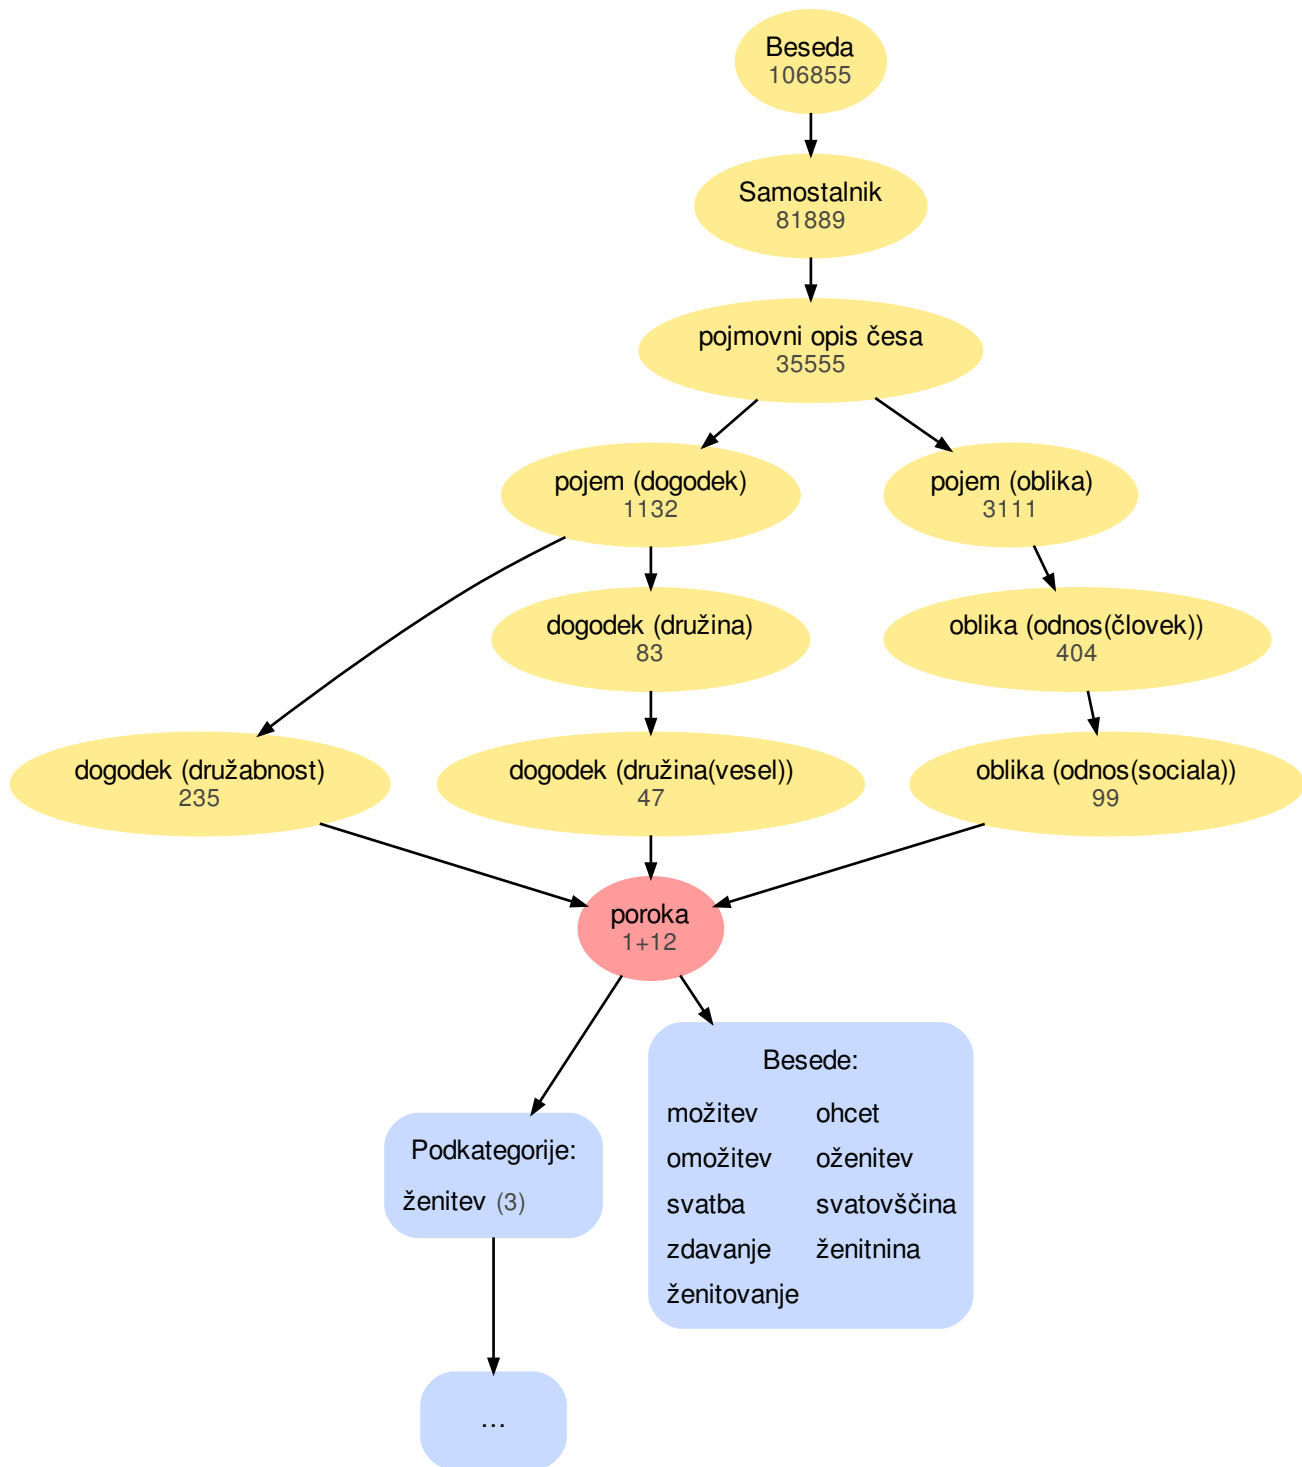 Beseda
106855
Samostalnik
81889
pojmovni opis česa
35555
pojem (dogodek)
1132
pojem (oblika)
3111
dogodek (družina)
83
oblika (odnos(človek))
404
dogodek (družabnost)
235
dogodek (družina(vesel))
47
oblika (odnos(sociala))
99
poroka
1+12
Besede:
možitev ohcet
omožitev oženitev
svatba svatovščina
zdavanje ženitnina
ženitovanje
Podkategorije:
ženitev (3)
...